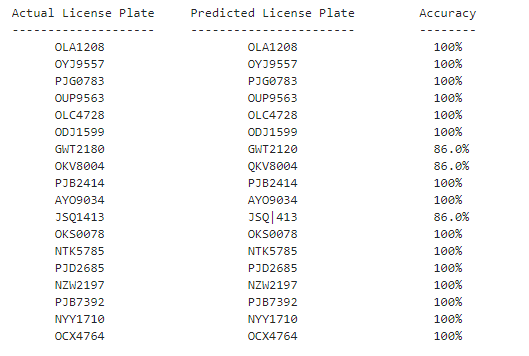 Actual License Plate Predicted License Plate Accuracy
-------------------- ----------------------- --------
OLA1208 OLA1208 100%
OYJ9557 OYJ9557 100%
PJG0783 PJG0783 100%
OUP9563 OUP9563 100%
OLC4728 OLC4728 100%
ODJ1599 ODJ1599 100%
GWT2180 GWT2120 86.0%
OKV8004 QKV8004 86.0%
PJB2414 PJB2414 100%
AYO9034 AYO9034 100%
JSQ1413 JSQ|413 86.0%
OKS0078 OKS0078 100%
NTK5785 NTK5785 100%
PJD2685 PJD2685 100%
NZW2197 NZW2197 100%
PJB7392 PJB7392 100%
NYY1710 NYY1710 100%
OCX4764 OCX4764 100%